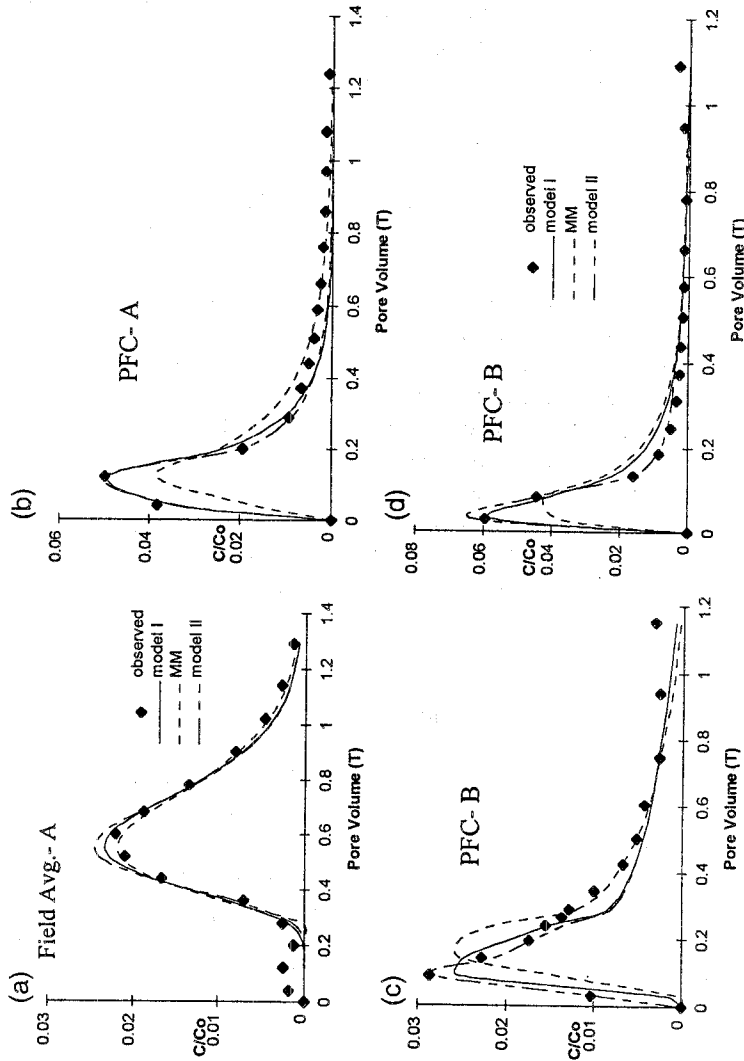 (a)
Field Avg.- A
0.03
0.02
C/Co
0.01
0
0 0.2 0.4 0.6 0.8 1 1.2 1.4
Pore Volume (T)
observed
model I
MM
model II
(b)
PFC- A
0.06
0.04
C/Co
0.02
0
0 0.2 0.4 0.6 0.8 1 1.2 1.4
Pore Volume (T)
(c)
PFC- B
0.03
0.02
C/Co
0.01
0
0 0.2 0.4 0.6 0.8 1 1.2
Pore Volume (T)
(d)
PFC- B
0.08
0.06
C/Co
0.04
0.02
0
0 0.2 0.4 0.6 0.8 1 1.2
Pore Volume (T)
observed
model I
MM
model II